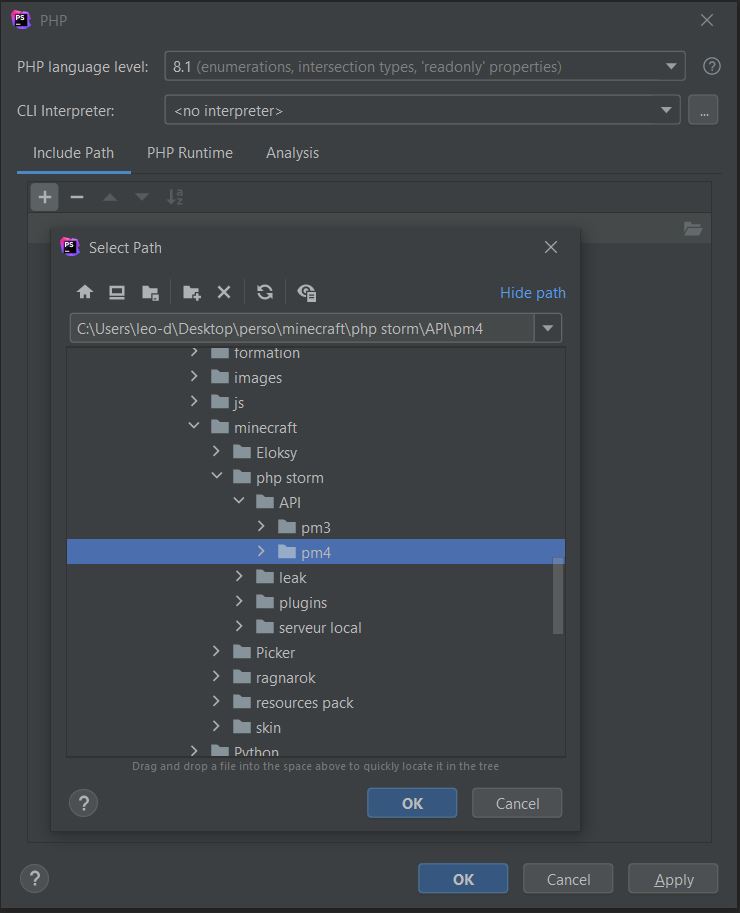 PS PHP
PHP language level: 8.1 (enumerations, intersection types, 'readonly' properties)
CLI Interpreter: <no interpreter> ...
Include Path PHP Runtime Analysis
PS Select Path
Hide path
C:\Users\leo-d\Desktop\perso\minecraft\php storm\API\pm4
formation
images
js
minecraft
Eloksy
php storm
API
pm3
pm4
leak
plugins
serveur local
Picker
ragnarok
resources pack
skin
Python
Drag and drop a file into the space above to quickly locate it in the tree
? OK Cancel
? OK Cancel Apply